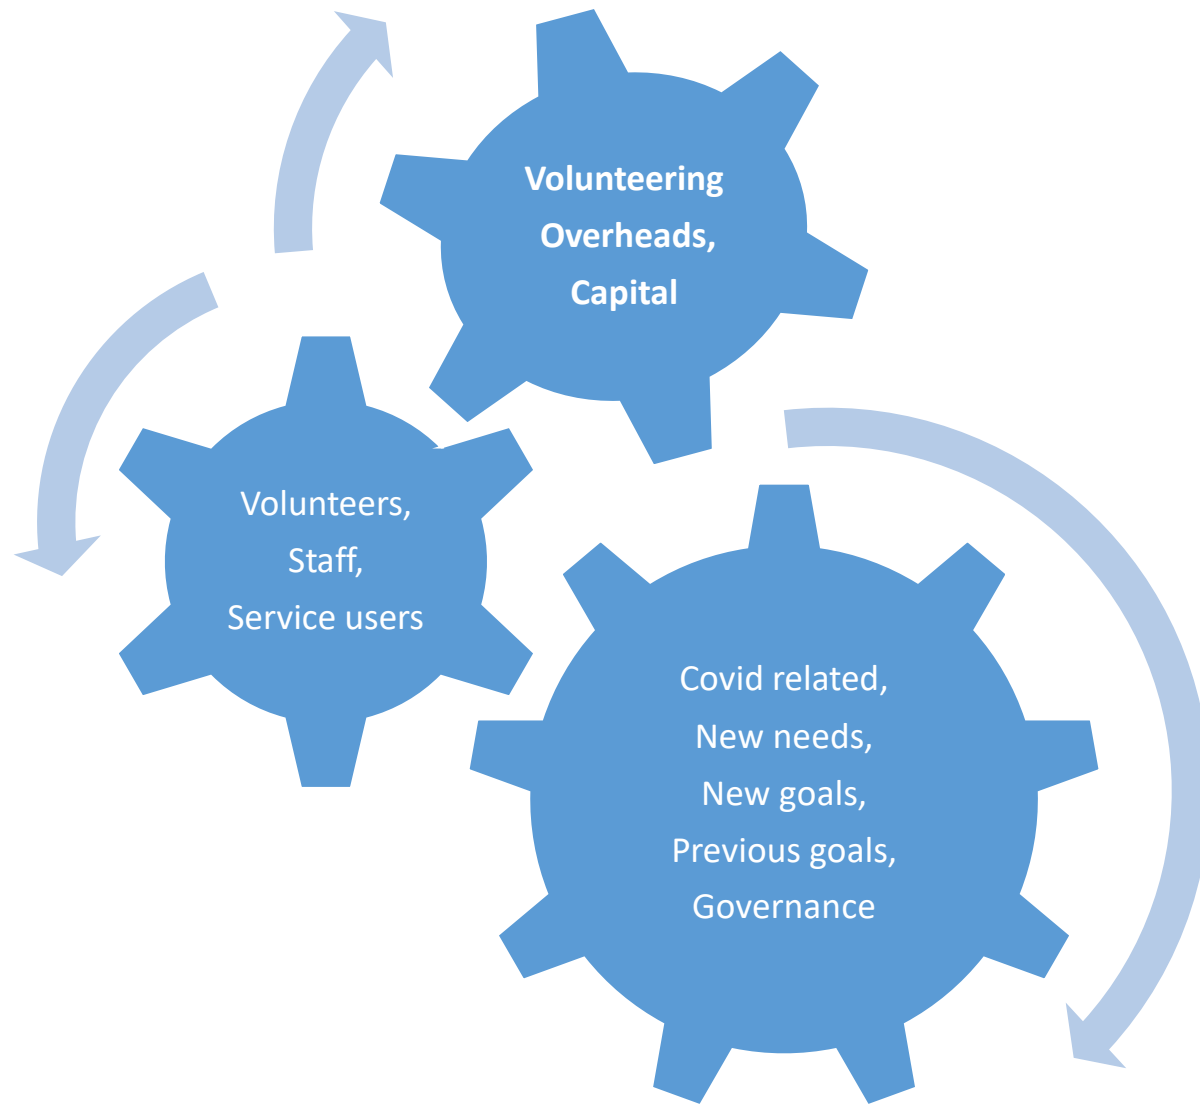 Volunteering
Overheads,
Capital
Volunteers,
Staff,
Service users
Covid related,
New needs,
New goals,
Previous goals,
Governance